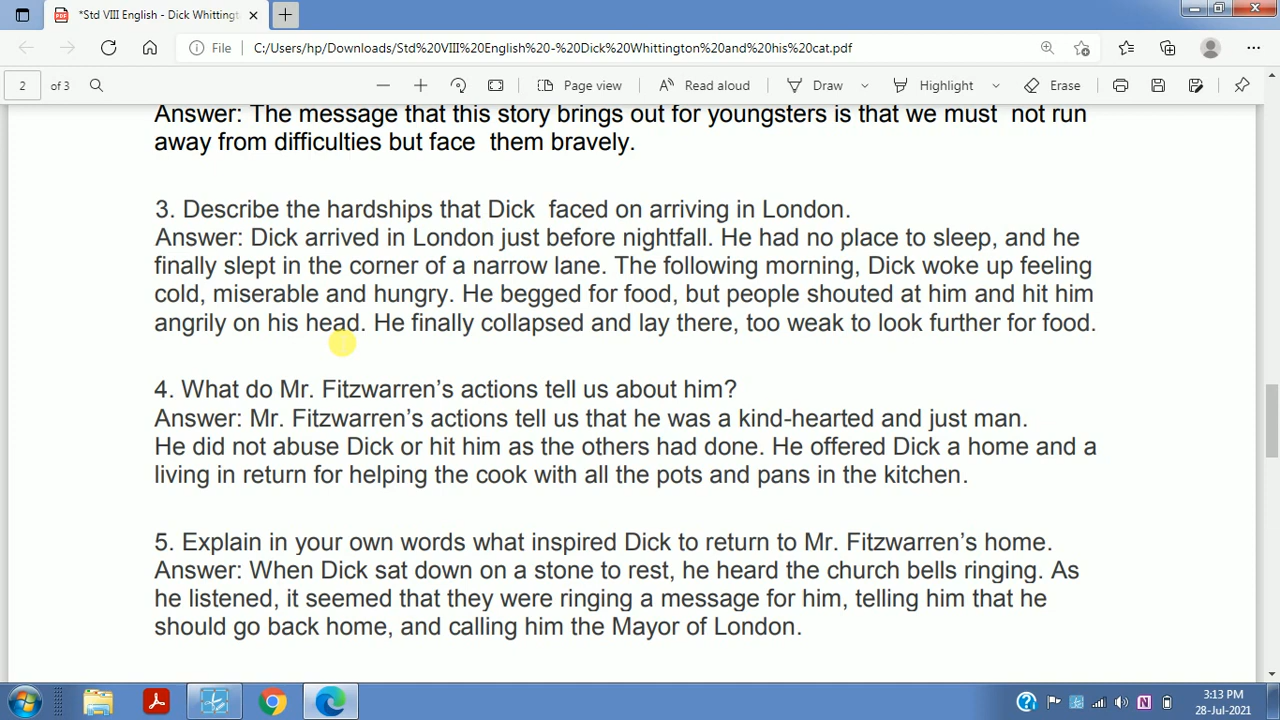 *Std VIII English - Dick Whittingt
File
C:/Users/hp/Downloads/Std%20VIII%20English%20-%20Dick%20Whittington%20and%20his%20cat.pdf
2 of 3
Page view
Read aloud
Draw
Highlight
Erase
Answer: The message that this story brings out for youngsters is that we must not run
away from difficulties but face them bravely.
3. Describe the hardships that Dick faced on arriving in London.
Answer: Dick arrived in London just before nightfall. He had no place to sleep, and he
finally slept in the corner of a narrow lane. The following morning, Dick woke up feeling
cold, miserable and hungry. He begged for food, but people shouted at him and hit him
angrily on his head. He finally collapsed and lay there, too weak to look further for food.
4. What do Mr. Fitzwarren’s actions tell us about him?
Answer: Mr. Fitzwarren’s actions tell us that he was a kind-hearted and just man.
He did not abuse Dick or hit him as the others had done. He offered Dick a home and a
living in return for helping the cook with all the pots and pans in the kitchen.
5. Explain in your own words what inspired Dick to return to Mr. Fitzwarren’s home.
Answer: When Dick sat down on a stone to rest, he heard the church bells ringing. As
he listened, it seemed that they were ringing a message for him, telling him that he
should go back home, and calling him the Mayor of London.
3:13 PM
28-Jul-2021